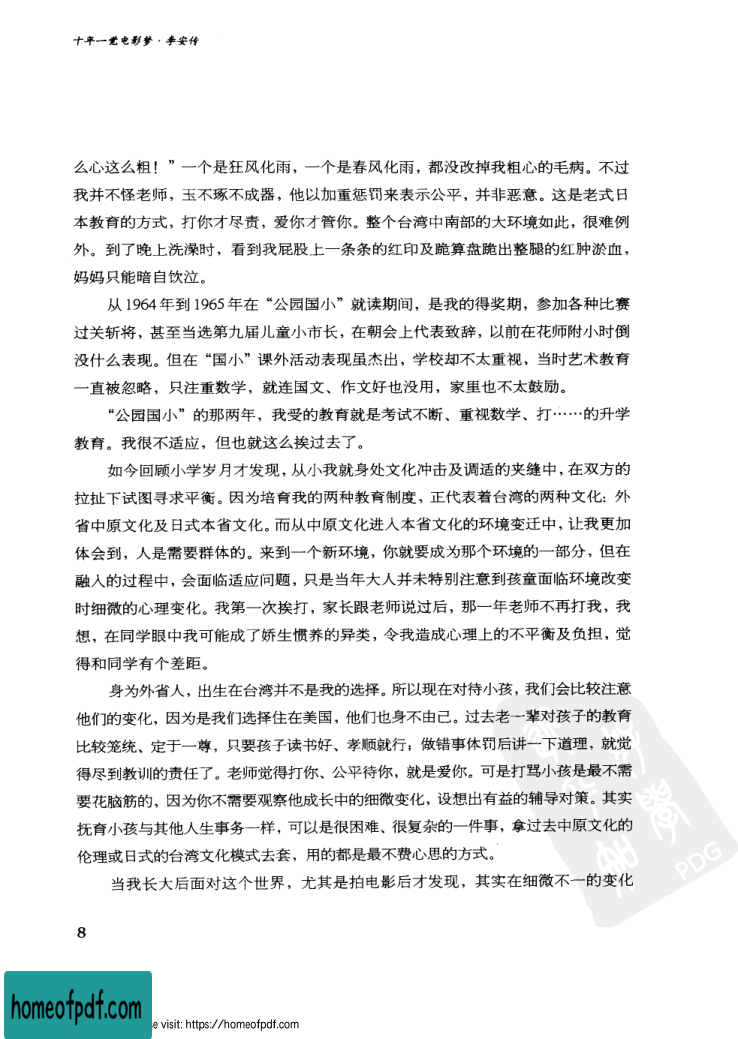 十年一觉电影梦·李安传
么心这么粗！”一个是狂风化雨，一个是春风化雨，都没改掉我粗心的毛病。不过
我并不怪老师，玉不琢不成器，他以加重惩罚来表示公平，并非恶意。这是老式日
本教育的方式，打你才尽责，爱你才管你。整个台湾中南部的大环境如此，很难例
外。到了晚上洗澡时，看到我屁股上一条条的红印及跪算盘跪出整腿的红肿淤血，
妈妈只能暗自饮泣。
从1964年到1965年在“公园国小”就读期间，是我的得奖期，参加各种比赛
过关斩将，甚至当选第九届儿童小市长，在朝会上代表致辞，以前在花师附小时倒
没什么表现。但在“国小”课外活动表现虽杰出，学校却不太重视，当时艺术教育
一直被忽略，只注重数学，就连国文、作文好也没用，家里也不太鼓励。
“公园国小”的那两年，我受的教育就是考试不断、重视数学、打……的升学
教育。我很不适应，但也就这么挨过去了。
如今回顾小学岁月才发现，从小我就身处文化冲击及调适的夹缝中，在双方的
拉扯下试图寻求平衡。因为培育我的两种教育制度，正代表着台湾的两种文化：外
省中原文化及日式本省文化。而从中原文化进入本省文化的环境变迁中，让我更加
体会到，人是需要群体的。来到一个新环境，你就要成为那个环境的一部分，但在
融入的过程中，会面临适应问题，只是当年大人并未特别注意到孩童面临环境改变
时细微的心理变化。我第一次挨打，家长跟老师说过后，那一年老师不再打我，我
想，在同学眼中我可能成了娇生惯养的异类，令我造成心理上的不平衡及负担，觉
得和同学有个差距。
身为外省人，出生在台湾并不是我的选择。所以现在对待小孩，我们会比较注意
他们的变化，因为是我们选择住在美国，他们也身不由己。过去老一辈对孩子的教育
比较笼统、定于一尊，只要孩子读书好、孝顺就行；做错事体罚后讲一下道理，就觉
得尽到教训的责任了。老师觉得打你、公平待你，就是爱你。可是打骂小孩是最不需
要花脑筋的，因为你不需要观察他成长中的细微变化，设想出有益的辅导对策。其实
抚育小孩与其他人生事务一样，可以是很困难、很复杂的一件事，拿过去中原文化的
伦理或日式的台湾文化模式去套，用的都是最不费心思的方式。
当我长大后面对这个世界，尤其是拍电影后才发现，其实在细微不一的变化
PDG
8
homeofpdf.com
e visit: https://homeofpdf.com